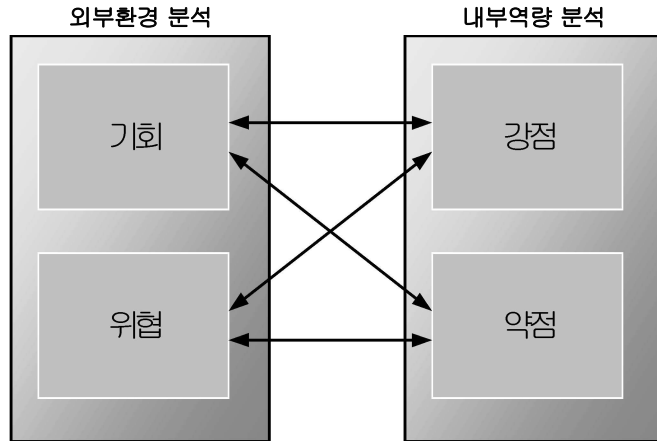 외부환경 분석
내부역량 분석
기회
강점
위협
약점